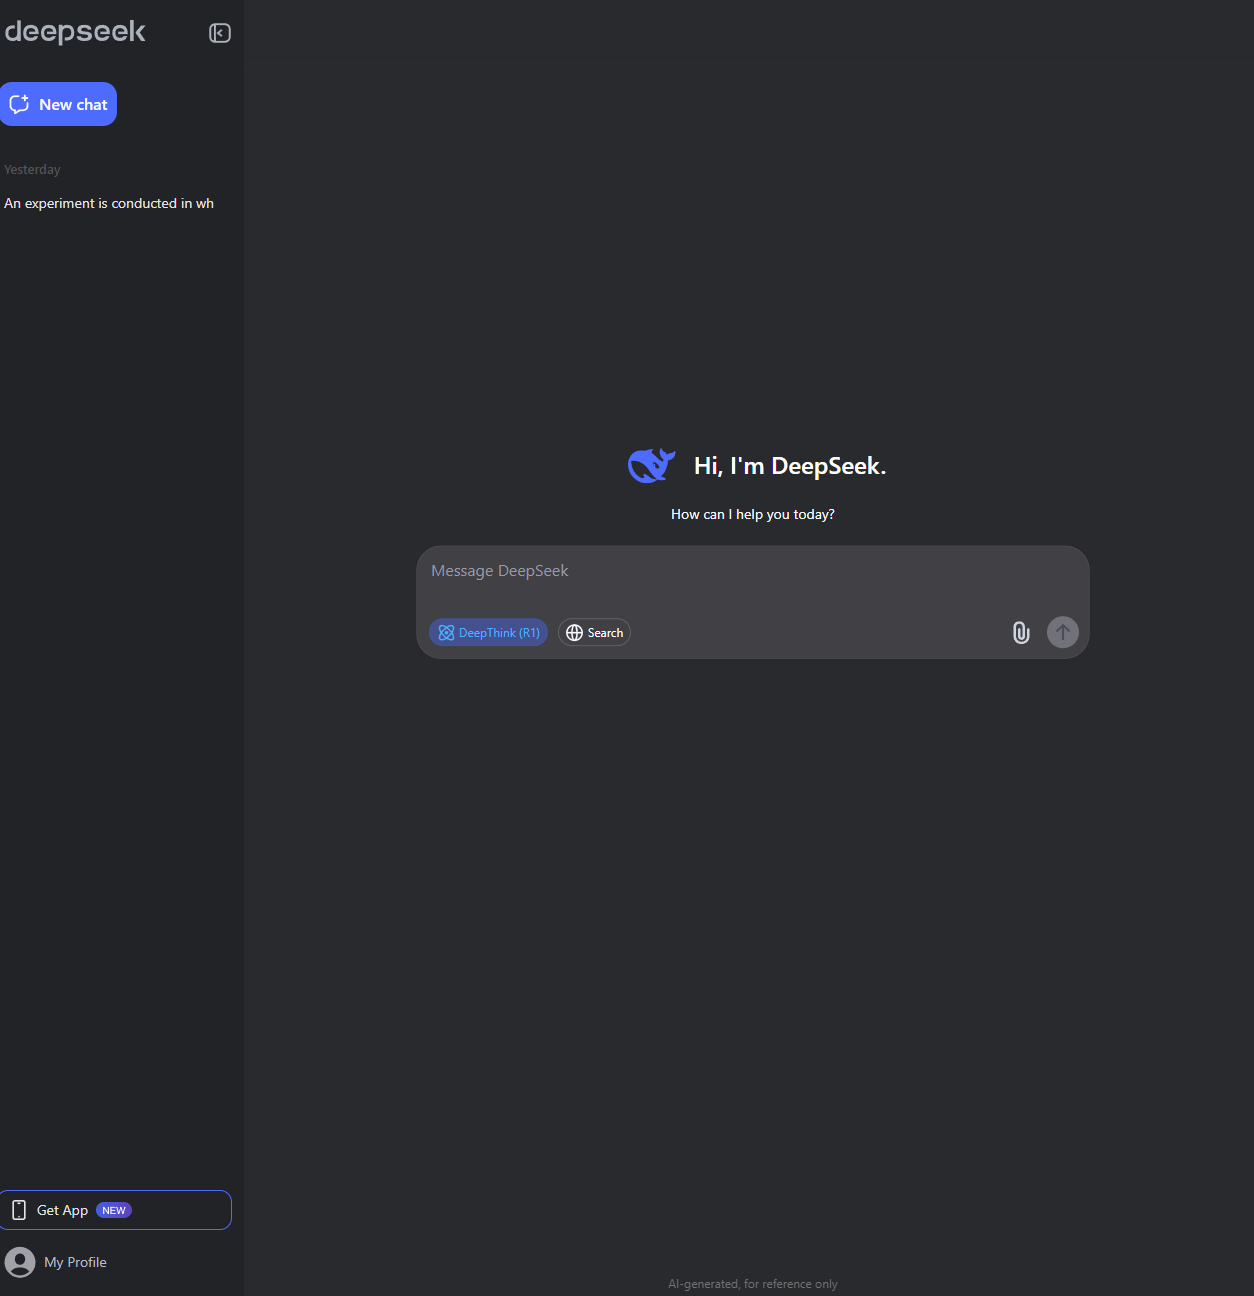 deepseek
New chat
Yesterday
An experiment is conducted in wh
Hi, I'm DeepSeek.
How can I help you today?
Message DeepSeek
DeepThink (R1)
Search
Get App NEW
My Profile
AI-generated, for reference only